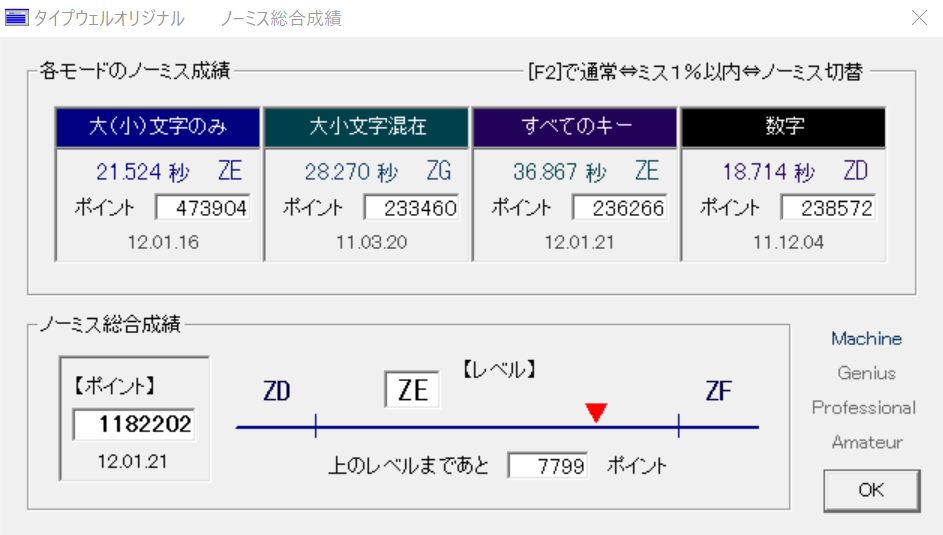 タイプウェルオリジナル　　ノーミス総合成績
各モードのノーミス成績　[F2]で通常⇔ミス１％以内⇔ノーミス切替
大(小)文字のみ　大小文字混在　すべてのキー　数字
21.524 秒　ZE　28.270 秒　ZG　36.867 秒　ZE　18.714 秒　ZD
ポイント　473904　ポイント　233460　ポイント　236266　ポイント　238572
12.01.16　11.03.20　12.01.21　11.12.04
ノーミス総合成績
【ポイント】
1182202
12.01.21
【レベル】
ZD　ZE　ZF
上のレベルまであと　7799　ポイント
Machine
Genius
Professional
Amateur
OK